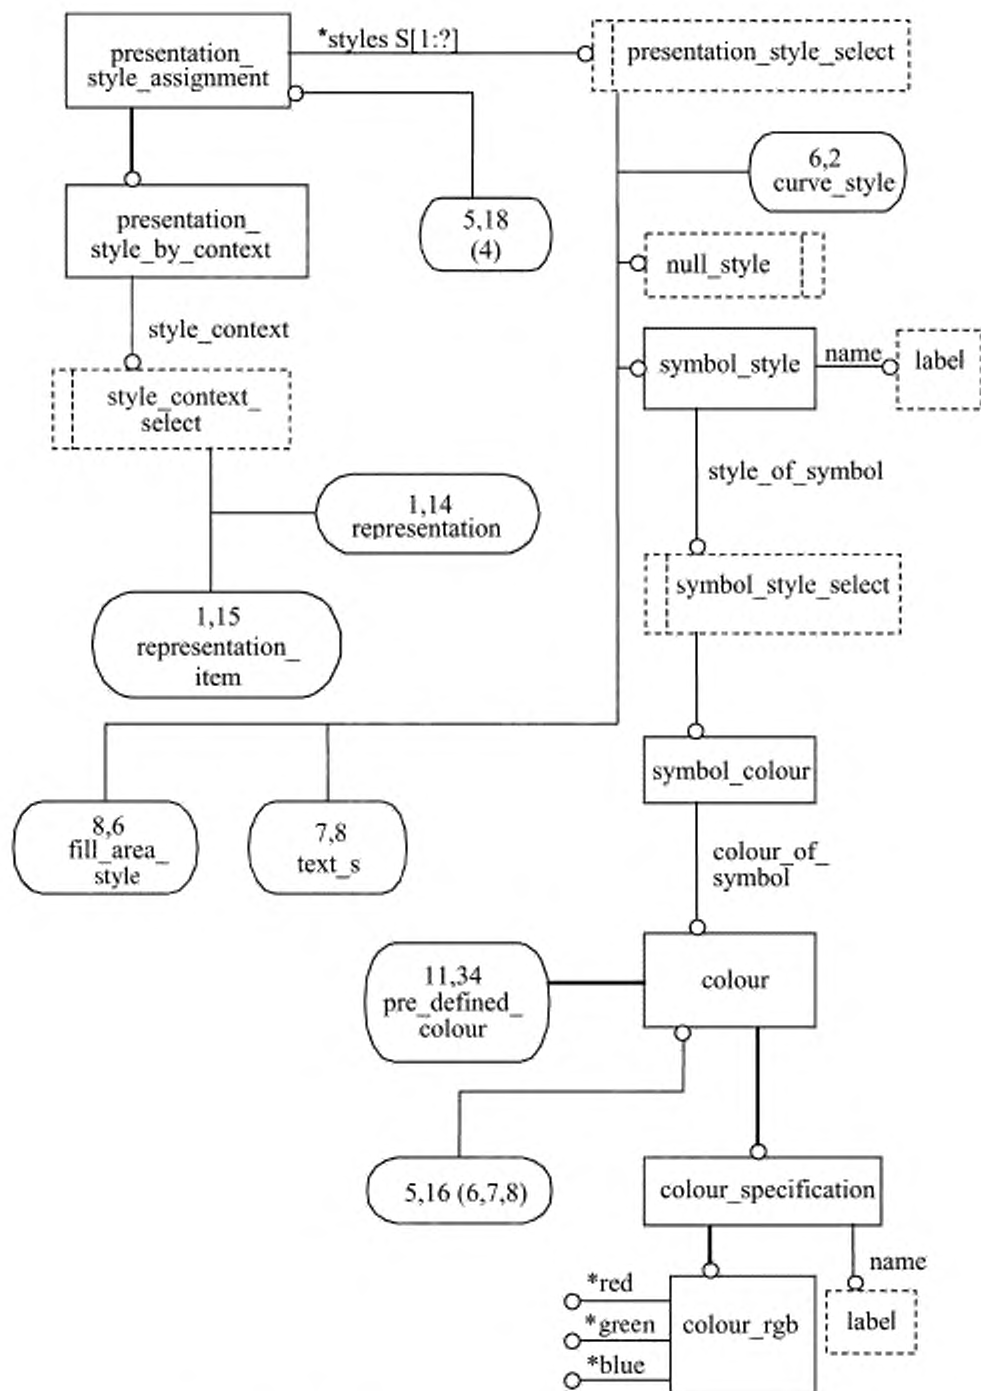 presentation_
style_assignment
*styles S[1:?]
presentation_style_select
6,2
curve_style
presentation_
style_by_context
5,18
(4)
null_style
style_context
symbol_style
name
label
style_context_
select
style_of_symbol
1,14
representation
symbol_style_select
1,15
representation_
item
symbol_colour
8,6
fill_area_
style
7,8
text_s
colour_of_
symbol
11,34
pre_defined_
colour
colour
5,16 (6,7,8)
colour_specification
name
*red
*green
*blue
colour_rgb
label